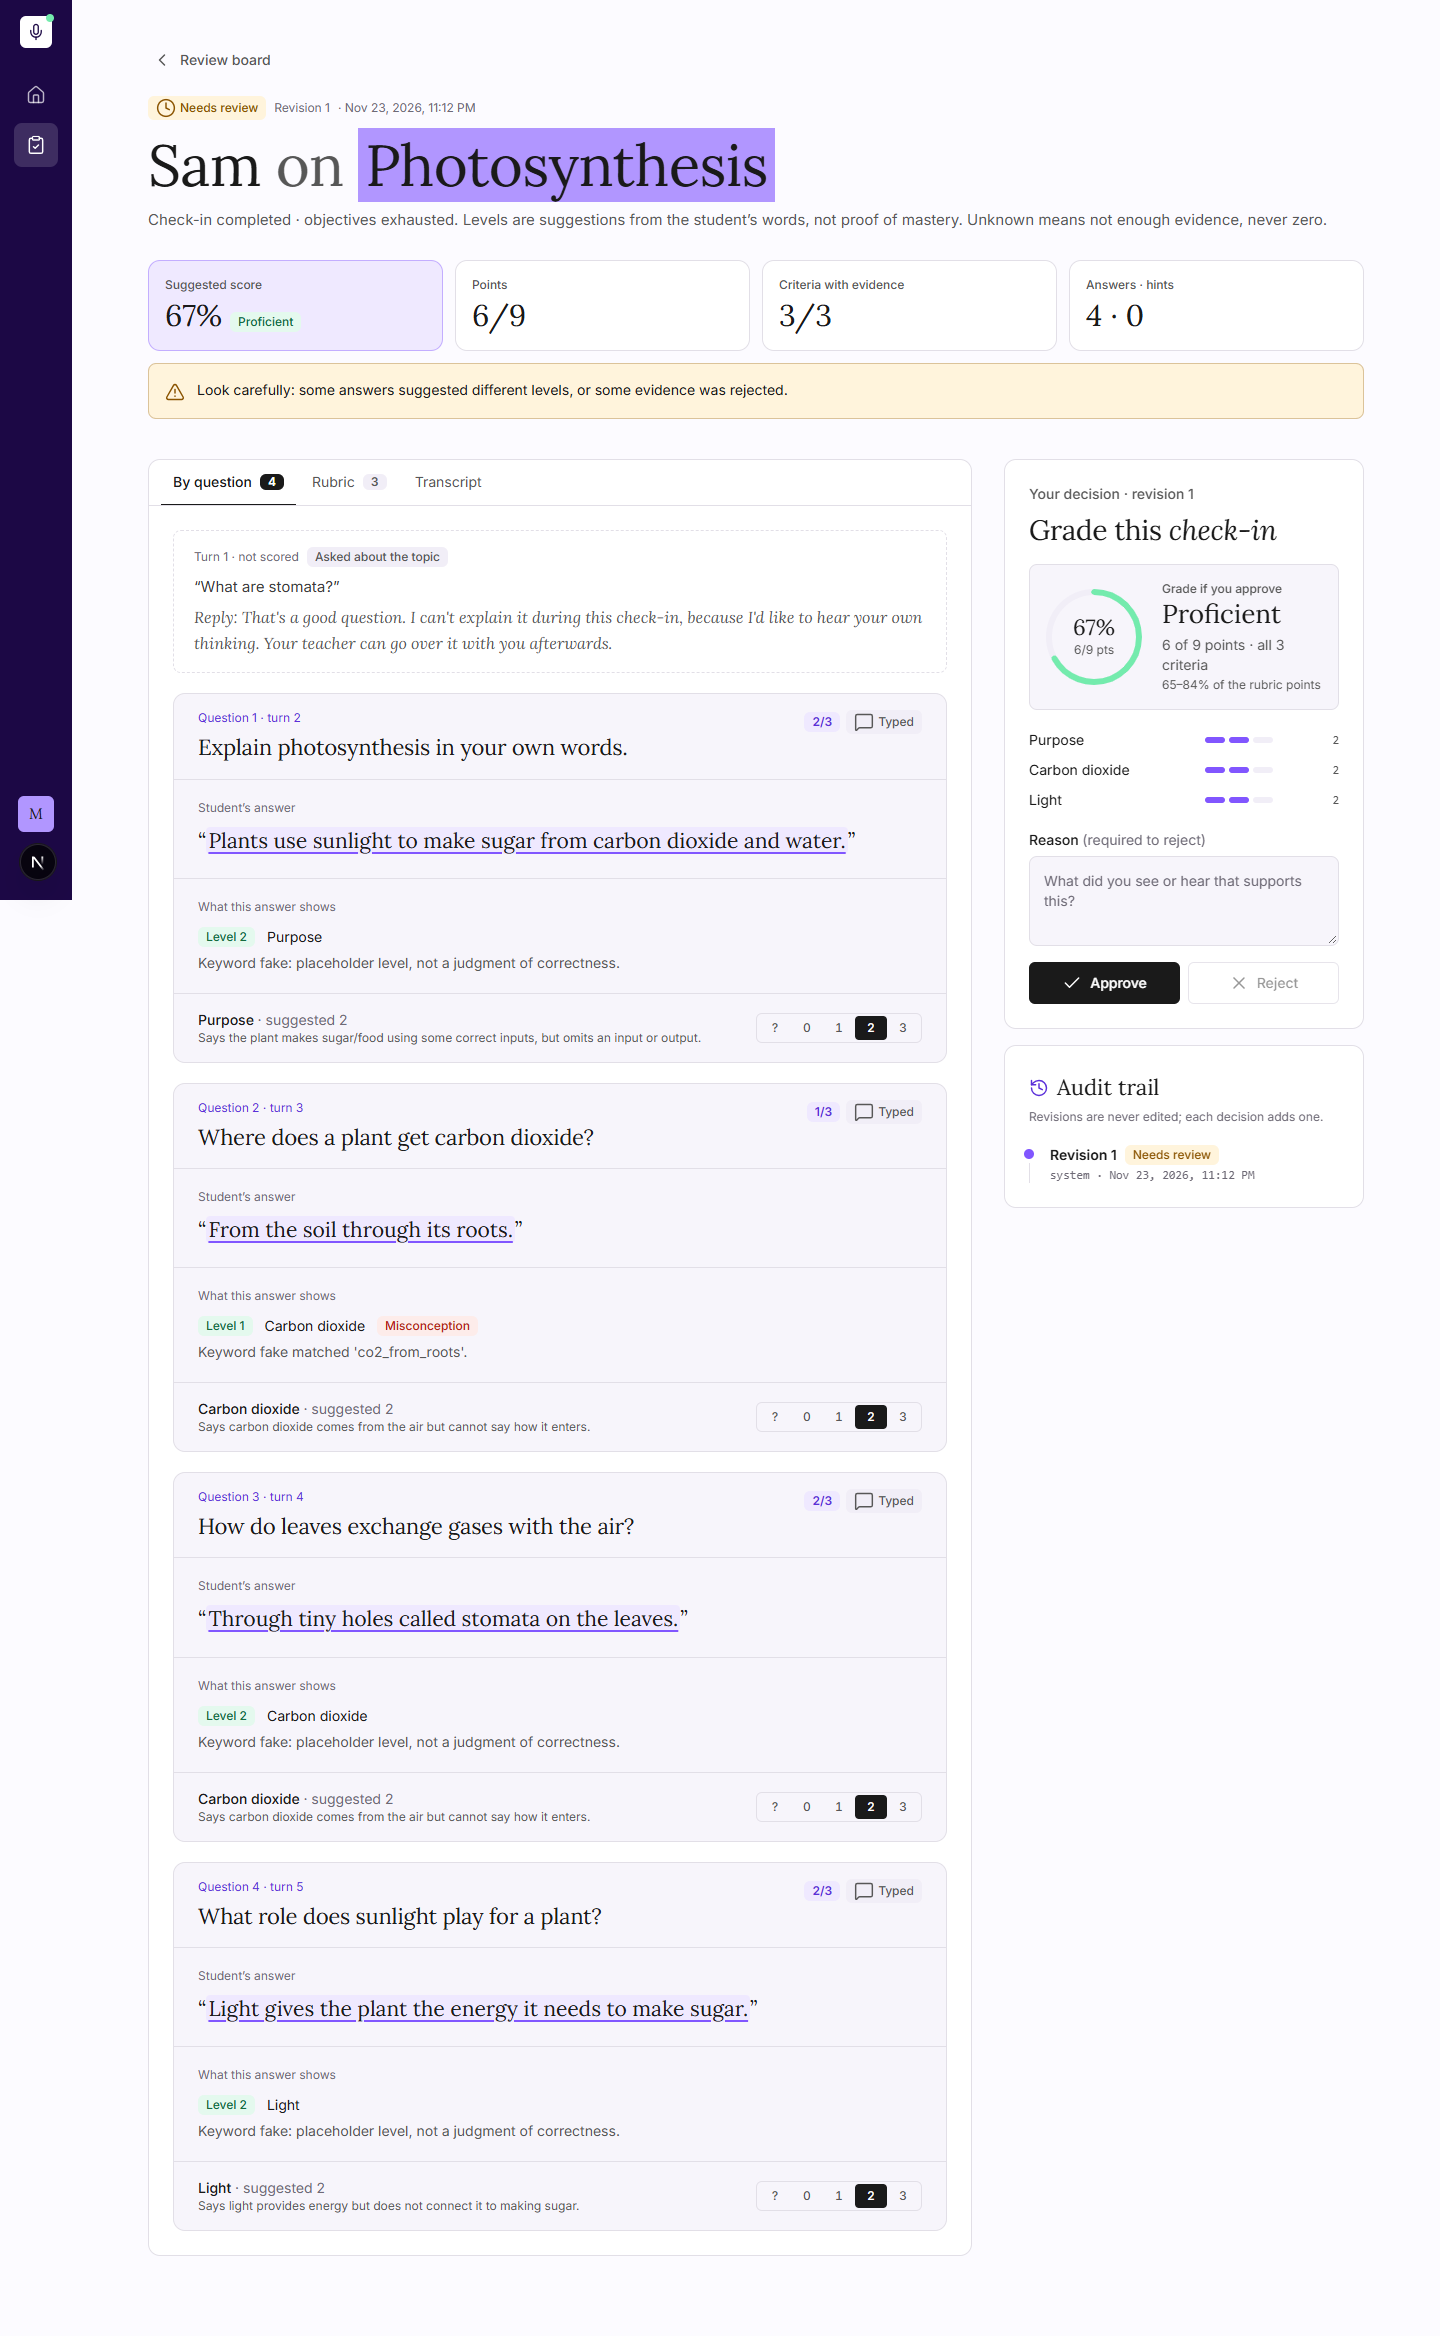 Review board
Needs review Revision 1 · Nov 23, 2026, 11:12 PM
Sam on Photosynthesis
Check-in completed · objectives exhausted. Levels are suggestions from the student’s words, not proof of mastery. Unknown means not enough evidence, never zero.
Suggested score
67% Proficient
Points
6/9
Criteria with evidence
3/3
Answers · hints
4 · 0
Look carefully: some answers suggested different levels, or some evidence was rejected.
By question 4 Rubric 3 Transcript
Turn 1 · not scored Asked about the topic
“What are stomata?”
Reply: That's a good question. I can't explain it during this check-in, because I'd like to hear your own
thinking. Your teacher can go over it with you afterwards.
Question 1 · turn 2
2/3 Typed
Explain photosynthesis in your own words.
Student’s answer
“Plants use sunlight to make sugar from carbon dioxide and water.”
What this answer shows
Level 2 Purpose
Keyword fake: placeholder level, not a judgment of correctness.
Purpose · suggested 2
Says the plant makes sugar/food using some correct inputs, but omits an input or output.
? 0 1 2 3
Question 2 · turn 3
1/3 Typed
Where does a plant get carbon dioxide?
Student’s answer
“From the soil through its roots.”
What this answer shows
Level 1 Carbon dioxide Misconception
Keyword fake matched 'co2_from_roots'.
Carbon dioxide · suggested 2
Says carbon dioxide comes from the air but cannot say how it enters.
? 0 1 2 3
Question 3 · turn 4
2/3 Typed
How do leaves exchange gases with the air?
Student’s answer
“Through tiny holes called stomata on the leaves.”
What this answer shows
Level 2 Carbon dioxide
Keyword fake: placeholder level, not a judgment of correctness.
Carbon dioxide · suggested 2
Says carbon dioxide comes from the air but cannot say how it enters.
? 0 1 2 3
Question 4 · turn 5
2/3 Typed
What role does sunlight play for a plant?
Student’s answer
“Light gives the plant the energy it needs to make sugar.”
What this answer shows
Level 2 Light
Keyword fake: placeholder level, not a judgment of correctness.
Light · suggested 2
Says light provides energy but does not connect it to making sugar.
? 0 1 2 3
Your decision · revision 1
Grade this check-in
67%
6/9 pts
Grade if you approve
Proficient
6 of 9 points · all 3
criteria
65–84% of the rubric points
Purpose 2
Carbon dioxide 2
Light 2
Reason (required to reject)
What did you see or hear that supports
this?
Approve
Reject
Audit trail
Revisions are never edited; each decision adds one.
Revision 1 Needs review
system · Nov 23, 2026, 11:12 PM
M
N